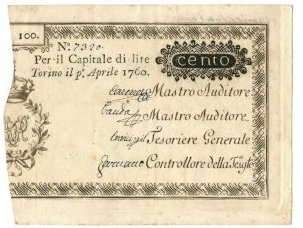 100.
N.° 7320
Per il Capitale di lire
cento
Torino il p.° Aprile 1760.
Mastro Auditore
Mastro Auditore
Tesoriere Generale
Controllore della